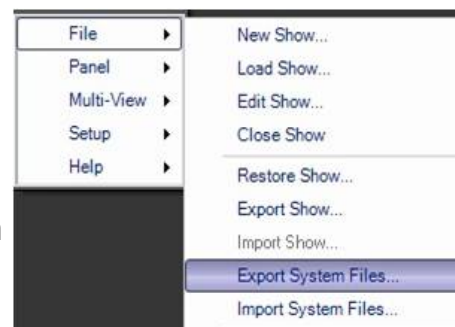 File
Panel
Multi-View
Setup
Help
New Show...
Load Show...
Edit Show...
Close Show
Restore Show...
Export Show...
Import Show...
Export System Files...
Import System Files...